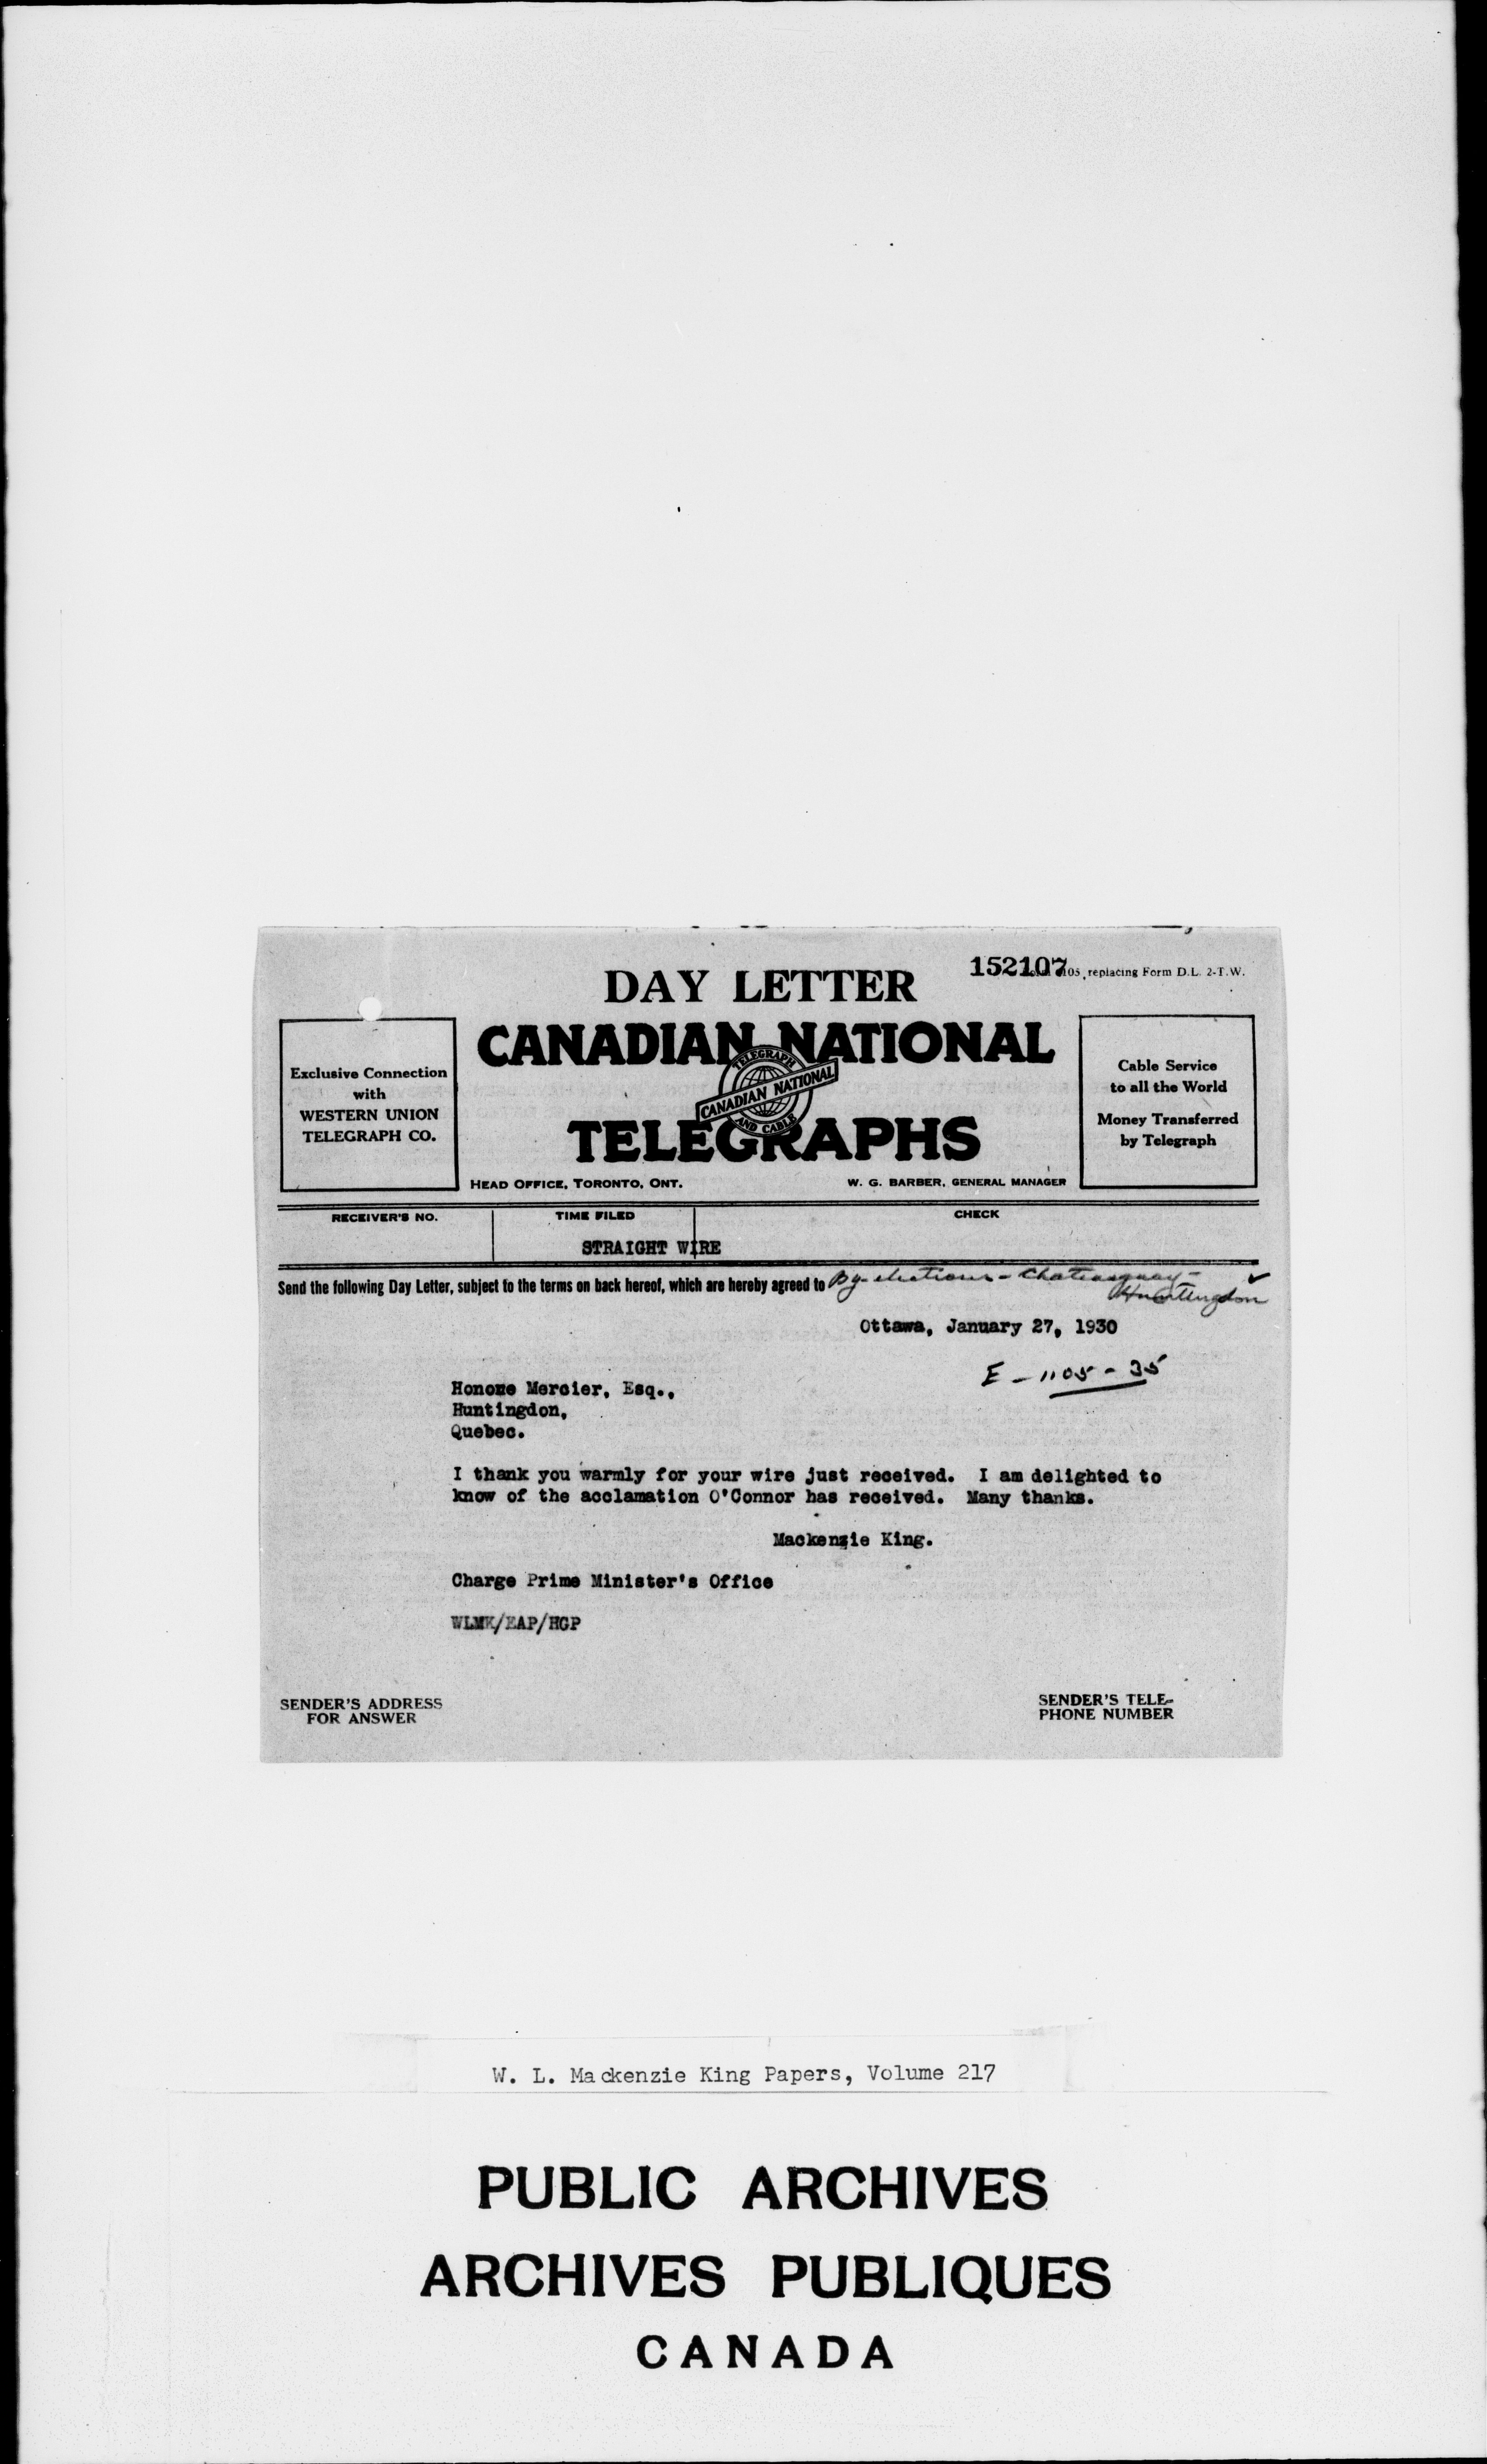 DAY LETTER
152107
replacing Form D.L. 2-T.W.
CANADIAN NATIONAL
TELEGRAPH
CANADIAN NATIONAL
AND CABLE
TELEGRAPHS
Exclusive Connection
with
WESTERN UNION
TELEGRAPH CO.
Cable Service
to all the World
Money Transferred
by Telegraph
HEAD OFFICE, TORONTO, ONT.
W. G. BARBER, GENERAL MANAGER
RECEIVER'S NO.
TIME FILED
CHECK
STRAIGHT WIRE
Send the following Day Letter, subject to the terms on back hereof, which are hereby agreed to
By-elections - Chateauguay -
Huntingdon
Ottawa, January 27, 1930
E - 1105 - 35
Honore Mercier, Esq.,
Huntingdon,
Quebec.
I thank you warmly for your wire just received. I am delighted to
know of the acclamation O'Connor has received. Many thanks.
Mackenzie King.
Charge Prime Minister's Office
WLMK/EAP/HGP
SENDER'S ADDRESS
FOR ANSWER
SENDER'S TELE-
PHONE NUMBER
W. L. Mackenzie King Papers, Volume 217
PUBLIC ARCHIVES
ARCHIVES PUBLIQUES
CANADA